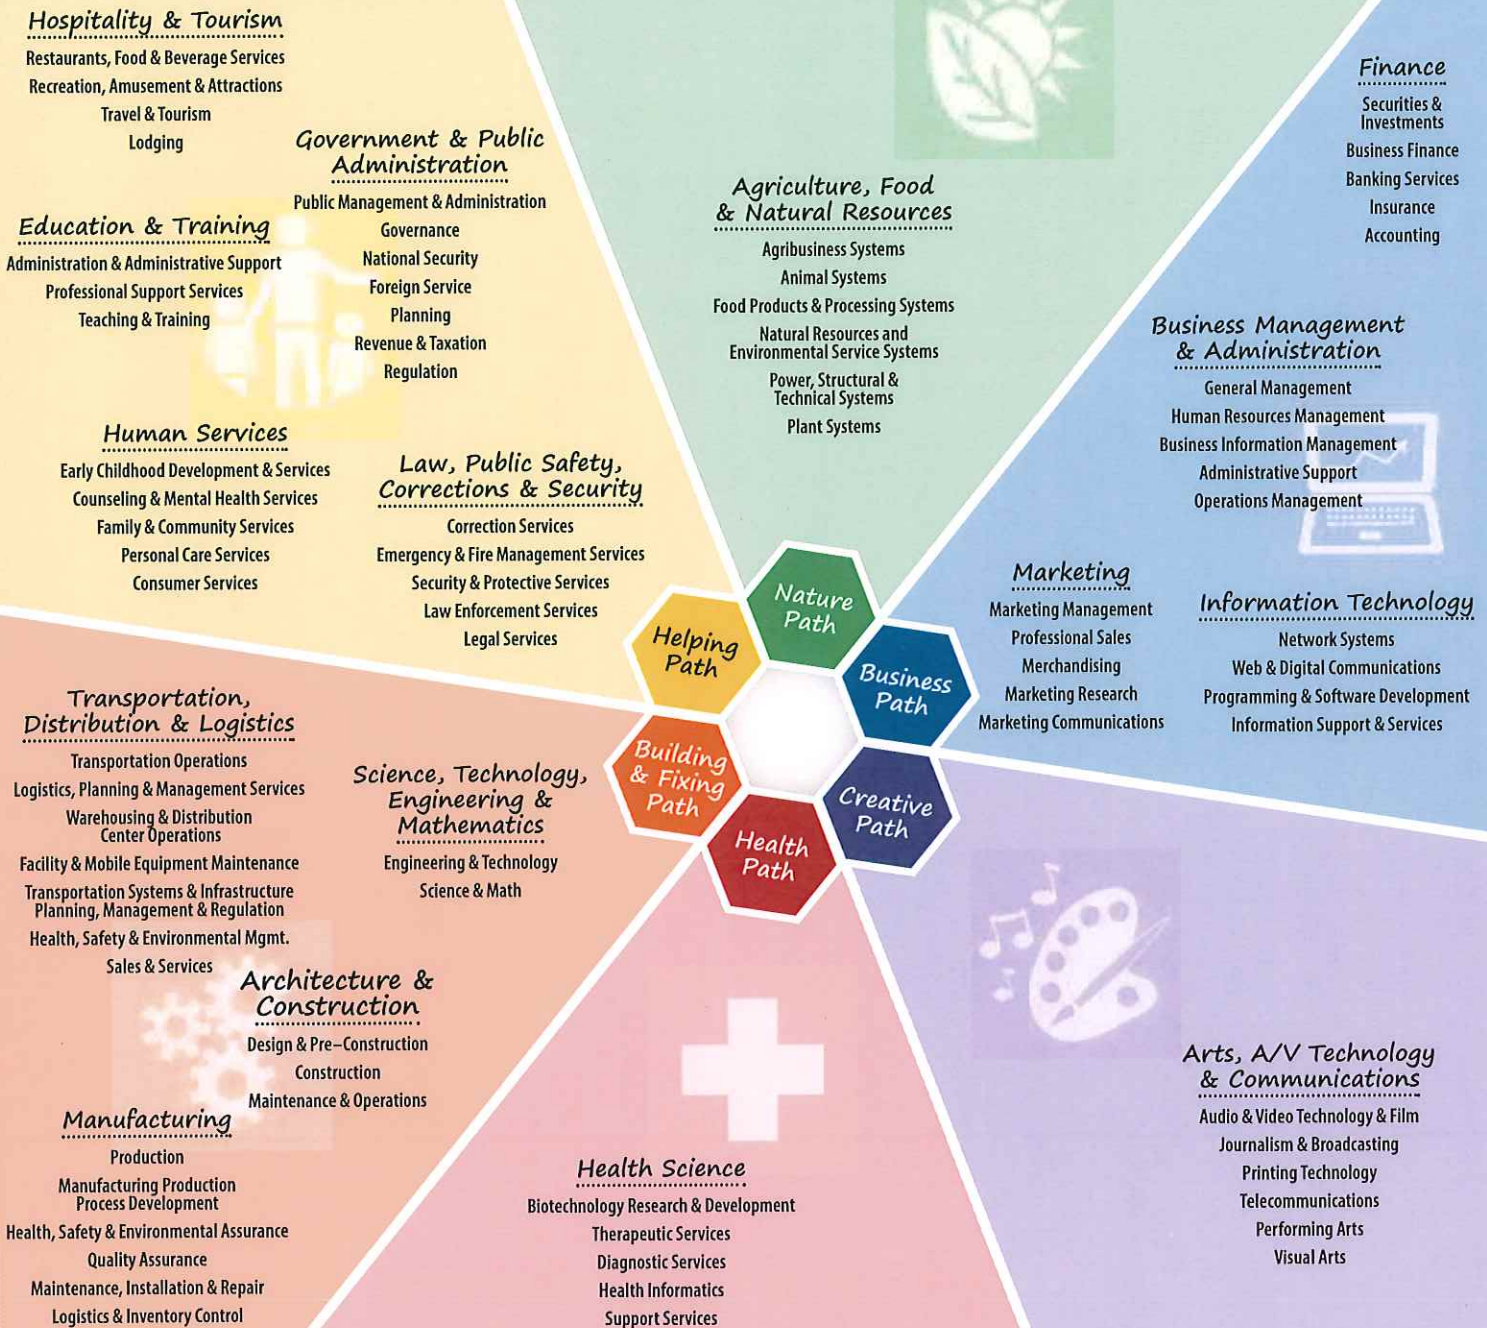 Hospitality & Tourism
Restaurants, Food & Beverage Services
Recreation, Amusement & Attractions
Travel & Tourism
Lodging
Government & Public
Administration
Public Management & Administration
Governance
National Security
Foreign Service
Planning
Revenue & Taxation
Regulation
Education & Training
Administration & Administrative Support
Professional Support Services
Teaching & Training
Human Services
Early Childhood Development & Services
Counseling & Mental Health Services
Family & Community Services
Personal Care Services
Consumer Services
Law, Public Safety,
Corrections & Security
Correction Services
Emergency & Fire Management Services
Security & Protective Services
Law Enforcement Services
Legal Services
Agriculture, Food
& Natural Resources
Agribusiness Systems
Animal Systems
Food Products & Processing Systems
Natural Resources and
Environmental Service Systems
Power, Structural &
Technical Systems
Plant Systems
Finance
Securities &
Investments
Business Finance
Banking Services
Insurance
Accounting
Business Management
& Administration
General Management
Human Resources Management
Business Information Management
Administrative Support
Operations Management
Marketing
Marketing Management
Professional Sales
Merchandising
Marketing Research
Marketing Communications
Information Technology
Network Systems
Web & Digital Communications
Programming & Software Development
Information Support & Services
Nature
Path
Helping
Path
Business
Path
Building
& Fixing
Path
Creative
Path
Health
Path
Transportation,
Distribution & Logistics
Transportation Operations
Logistics, Planning & Management Services
Warehousing & Distribution
Center Operations
Facility & Mobile Equipment Maintenance
Transportation Systems & Infrastructure
Planning, Management & Regulation
Health, Safety & Environmental Mgmt.
Sales & Services
Science, Technology,
Engineering &
Mathematics
Engineering & Technology
Science & Math
Architecture &
Construction
Design & Pre–Construction
Construction
Maintenance & Operations
Manufacturing
Production
Manufacturing Production
Process Development
Health, Safety & Environmental Assurance
Quality Assurance
Maintenance, Installation & Repair
Logistics & Inventory Control
Health Science
Biotechnology Research & Development
Therapeutic Services
Diagnostic Services
Health Informatics
Support Services
Arts, A/V Technology
& Communications
Audio & Video Technology & Film
Journalism & Broadcasting
Printing Technology
Telecommunications
Performing Arts
Visual Arts